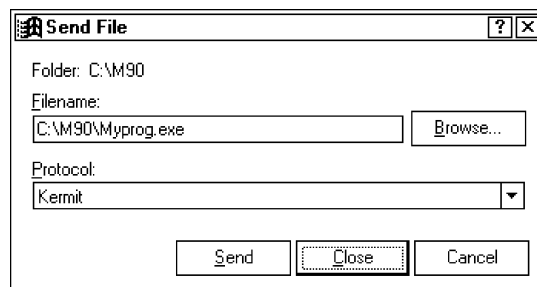 Send File
Folder: C:\M90
Filename:
C:\M90\Myprog.exe
Browse...
Protocol:
Kermit
Send Close Cancel